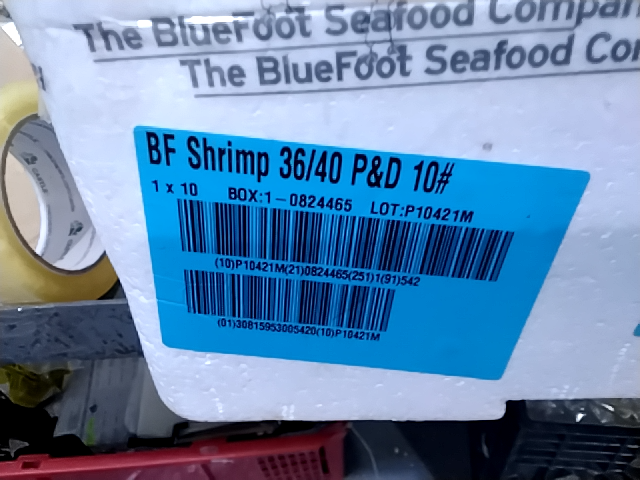 The BlueFoot Seafood Compan
The BlueFoot Seafood Co
BF Shrimp 36/40 P&D 10#
1 x 10 BOX:1-0824465 LOT:P10421M
(10)P10421M(21)0824465(251)1(91)542
(01)30815953005420(10)P10421M